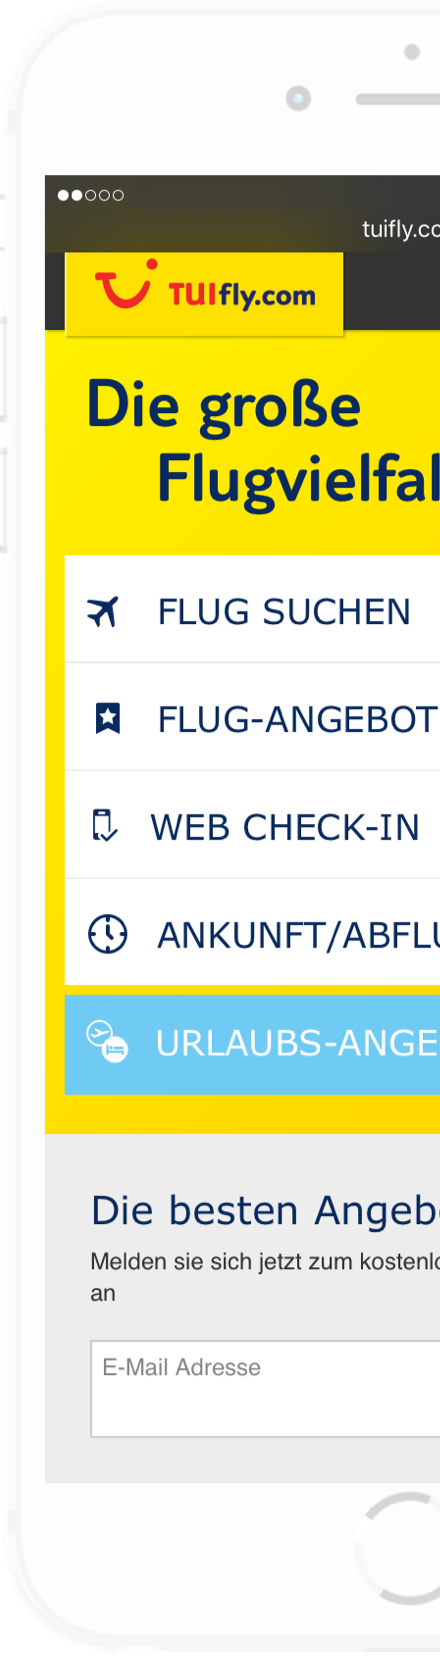 tuifly.co
TUIfly.com
Die große
Flugvielfal
FLUG SUCHEN
FLUG-ANGEBOT
WEB CHECK-IN
ANKUNFT/ABFLU
URLAUBS-ANGE
Die besten Angeb
Melden sie sich jetzt zum kostenlo
an
E-Mail Adresse